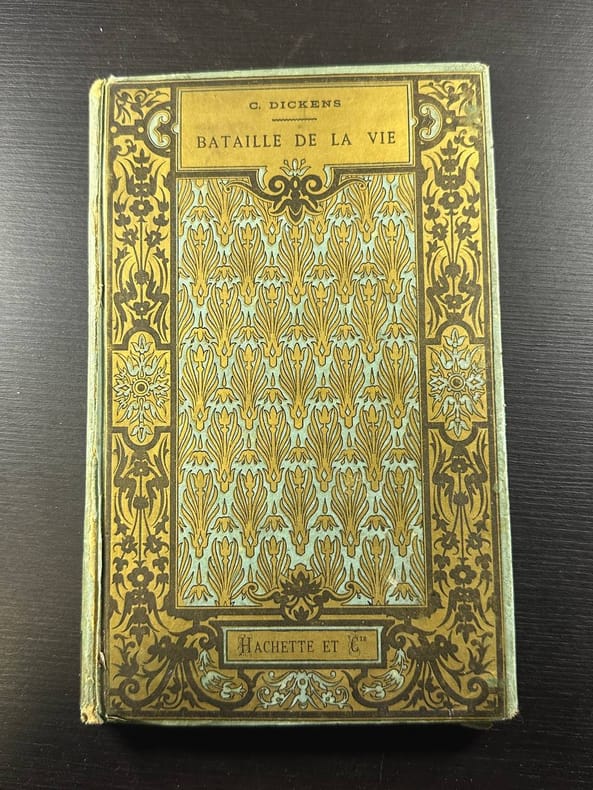 C. DICKENS
BATAILLE DE LA VIE
HACHETTE ET CIE